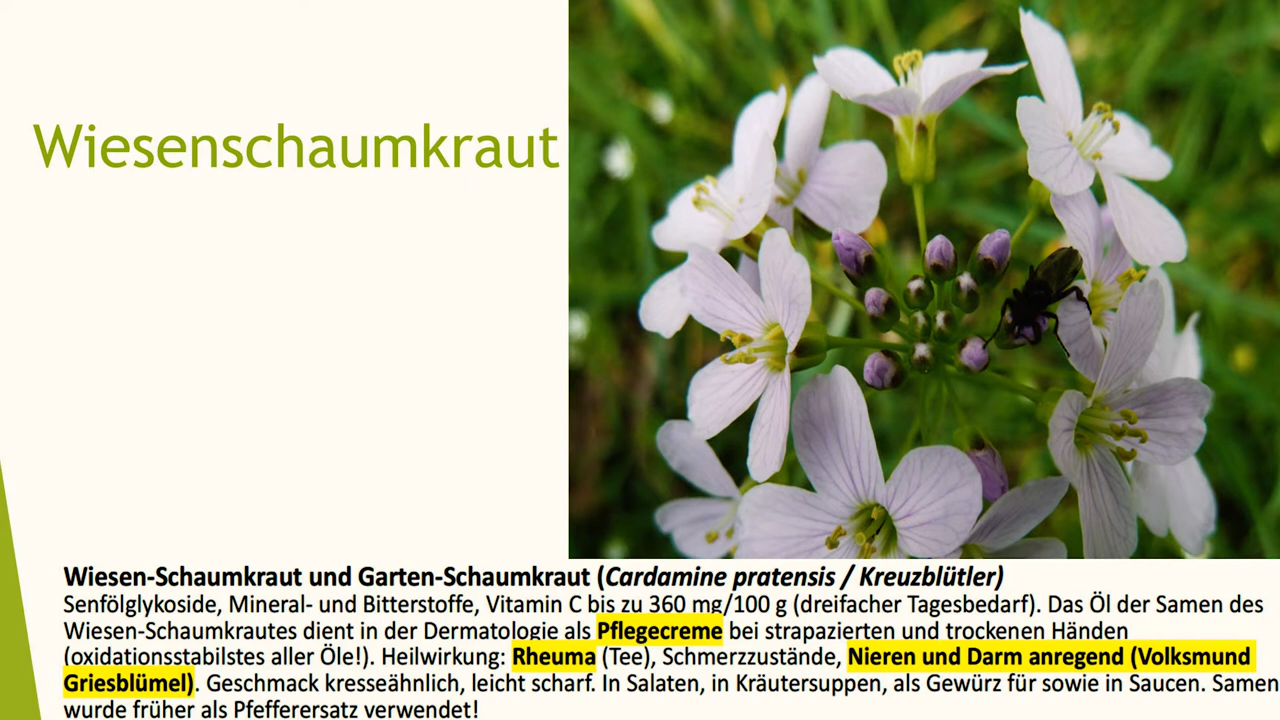 Wiesenschaumkraut
Wiesen-Schaumkraut und Garten-Schaumkraut (Cardamine pratensis / Kreuzblütler)
Senfölglykoside, Mineral- und Bitterstoffe, Vitamin C bis zu 360 mg/100 g (dreifacher Tagesbedarf). Das Öl der Samen des
Wiesen-Schaumkrautes dient in der Dermatologie als Pflegecreme bei strapazierten und trockenen Händen
(oxidationsstabilstes aller Öle!). Heilwirkung: Rheuma (Tee), Schmerzzustände, Nieren und Darm anregend (Volksmund
Griesblümel). Geschmack kresseähnlich, leicht scharf. In Salaten, in Kräutersuppen, als Gewürz für sowie in Saucen. Samen
wurde früher als Pfefferersatz verwendet!